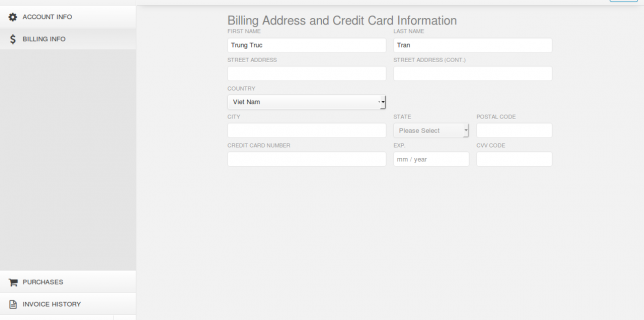 ACCOUNT INFO
$ BILLING INFO
Billing Address and Credit Card Information
FIRST NAME LAST NAME
Trung Truc Tran
STREET ADDRESS STREET ADDRESS (CONT.)
COUNTRY
Viet Nam
CITY STATE POSTAL CODE
Please Select
CREDIT CARD NUMBER EXP. CVV CODE
mm / year
PURCHASES
INVOICE HISTORY